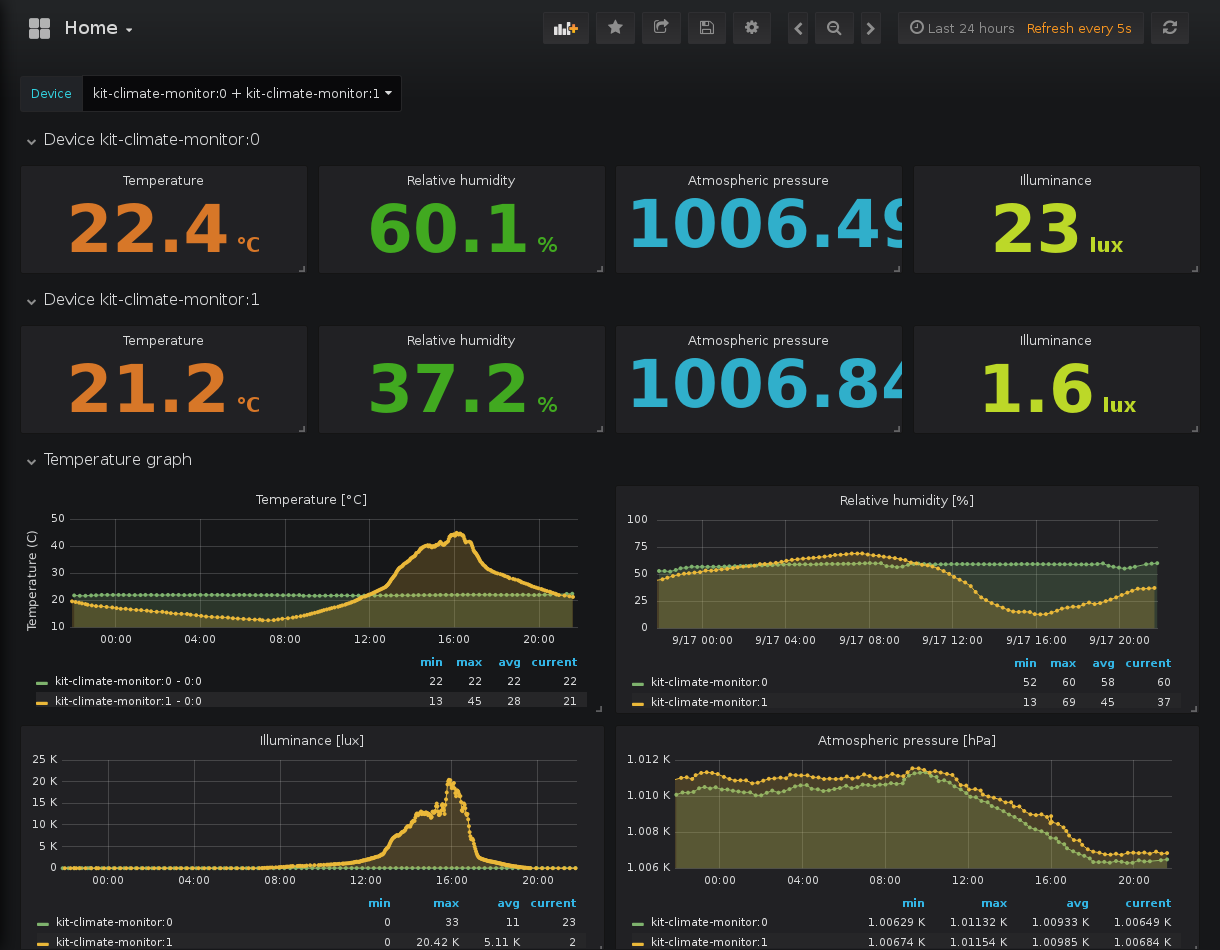 Home
Last 24 hours Refresh every 5s
Device kit-climate-monitor:0 + kit-climate-monitor:1
Device kit-climate-monitor:0
Temperature Relative humidity Atmospheric pressure Illuminance
22.4 °C 60.1 % 1006.49 23 lux
Device kit-climate-monitor:1
Temperature Relative humidity Atmospheric pressure Illuminance
21.2 °C 37.2 % 1006.84 1.6 lux
Temperature graph
Temperature [°C]
Temperature (C)
50
40
30
20
10
00:00 04:00 08:00 12:00 16:00 20:00
min max avg current
kit-climate-monitor:0 - 0:0 22 22 22 22
kit-climate-monitor:1 - 0:0 13 45 28 21
Relative humidity [%]
100
75
50
25
0
9/17 00:00 9/17 04:00 9/17 08:00 9/17 12:00 9/17 16:00 9/17 20:00
min max avg current
kit-climate-monitor:0 52 60 58 60
kit-climate-monitor:1 13 69 45 37
Illuminance [lux]
25 K
20 K
15 K
10 K
5 K
0
00:00 04:00 08:00 12:00 16:00 20:00
min max avg current
kit-climate-monitor:0 0 33 11 23
kit-climate-monitor:1 0 20.42 K 5.11 K 2
Atmospheric pressure [hPa]
1.012 K
1.010 K
1.008 K
1.006 K
00:00 04:00 08:00 12:00 16:00 20:00
min max avg current
kit-climate-monitor:0 1.00629 K 1.01132 K 1.00933 K 1.00649 K
kit-climate-monitor:1 1.00674 K 1.01154 K 1.00985 K 1.00684 K